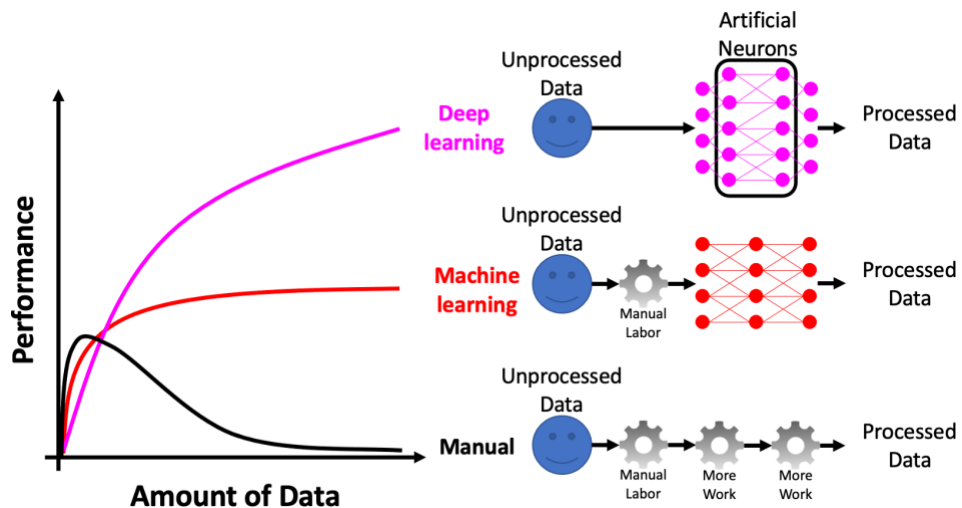 Performance
Amount of Data
Artificial
Neurons
Unprocessed
Data
Deep
learning
Processed
Data
Unprocessed
Data
Machine
learning
Manual
Labor
Processed
Data
Unprocessed
Data
Manual
Manual
Labor
More
Work
More
Work
Processed
Data